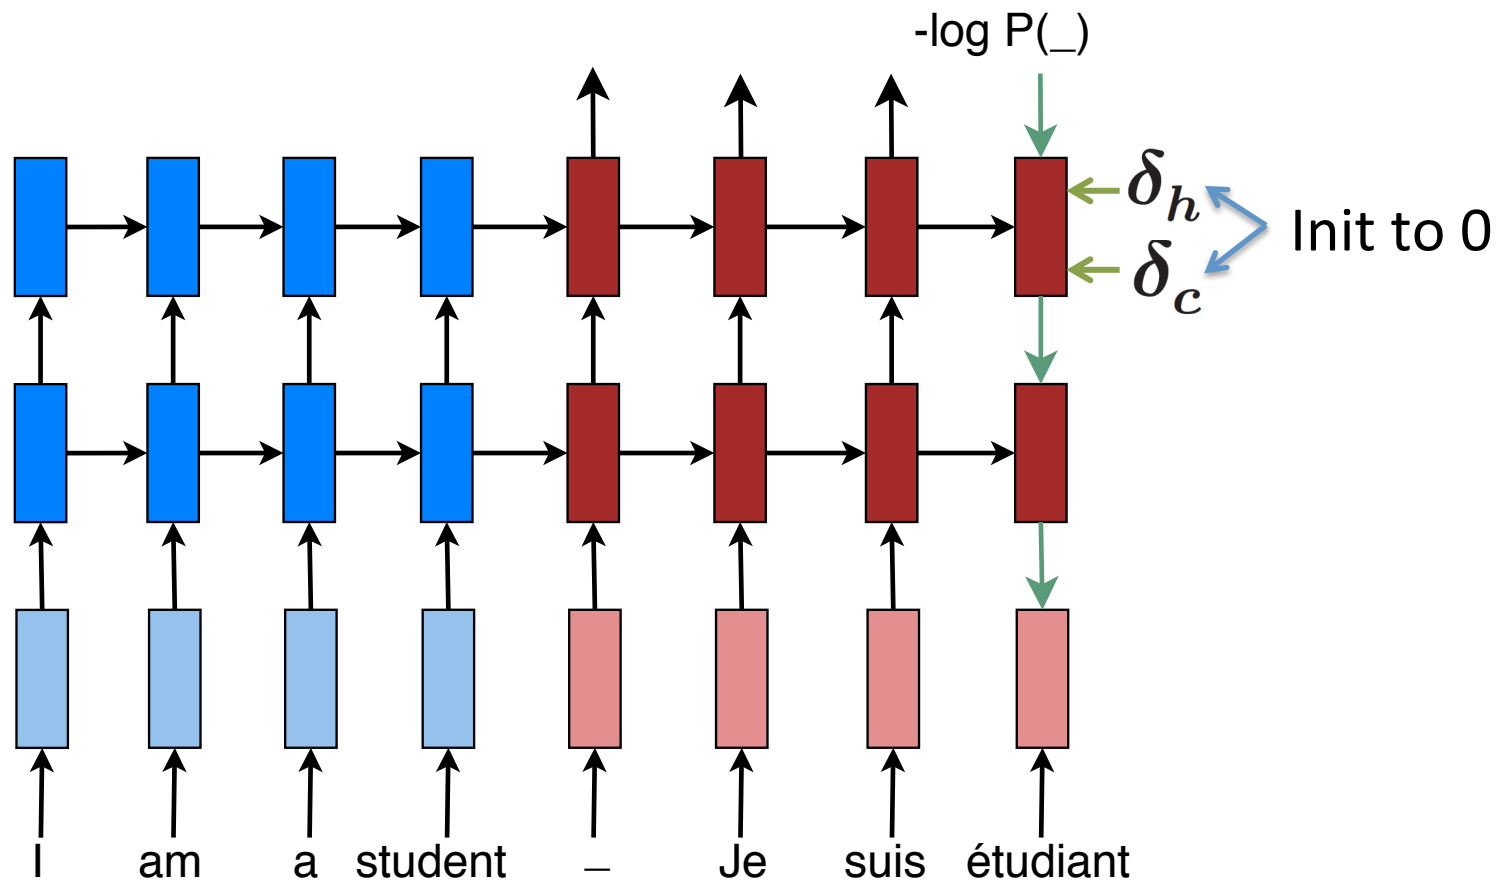 -log P(_)
δh
Init to 0
δc
I am a student _ Je suis étudiant